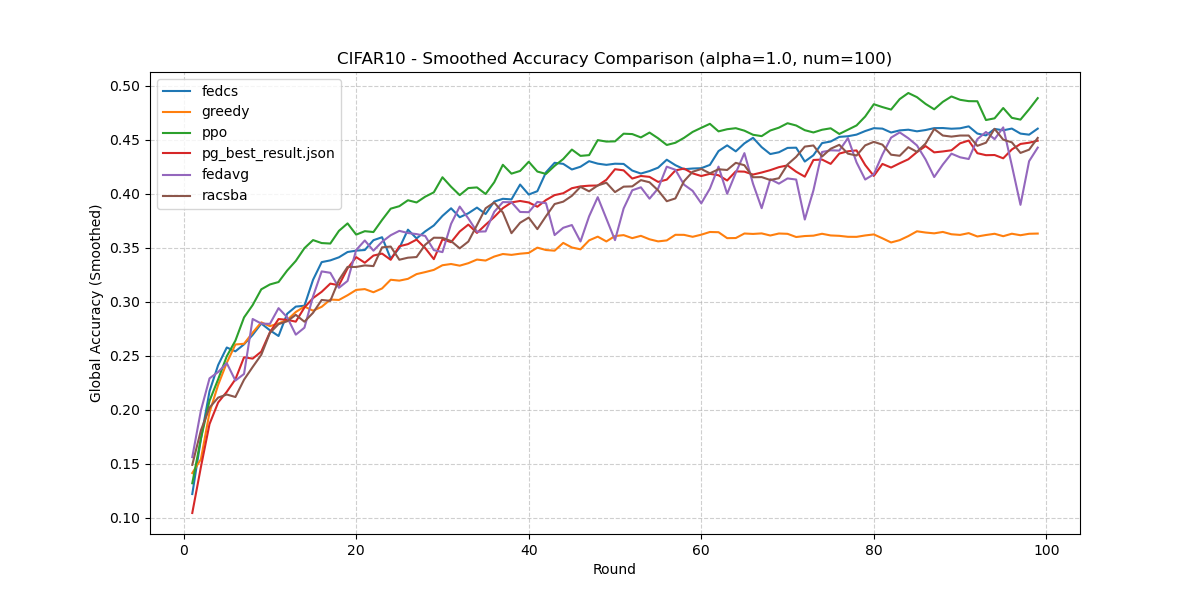 CIFAR10 - Smoothed Accuracy Comparison (alpha=1.0, num=100)
fedcs
greedy
ppo
pg_best_result.json
fedavg
racsba
Global Accuracy (Smoothed)
0.50
0.45
0.40
0.35
0.30
0.25
0.20
0.15
0.10
0 20 40 60 80 100
Round